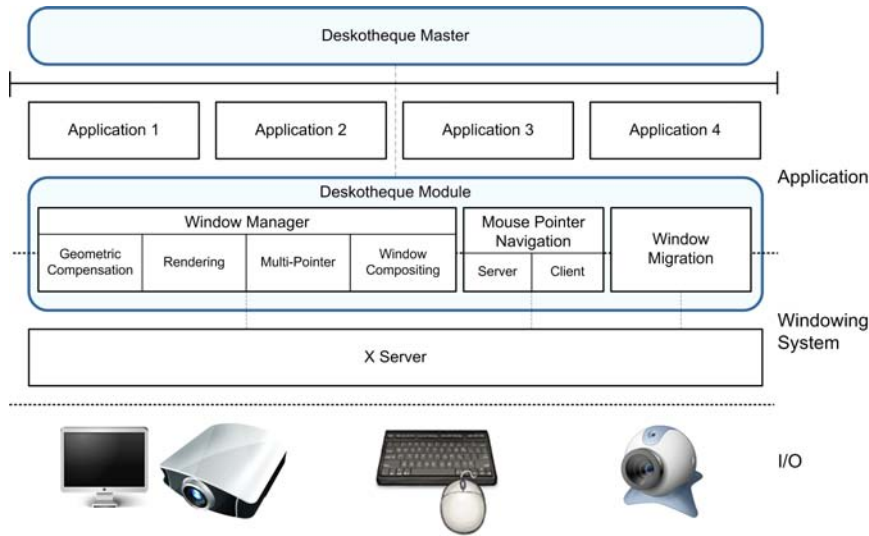 Deskotheque Master
Application 1
Application 2
Application 3
Application 4
Application
Deskotheque Module
Window Manager
Geometric
Compensation
Rendering
Multi-Pointer
Window
Compositing
Mouse Pointer
Navigation
Server
Client
Window
Migration
Windowing
System
X Server
I/O